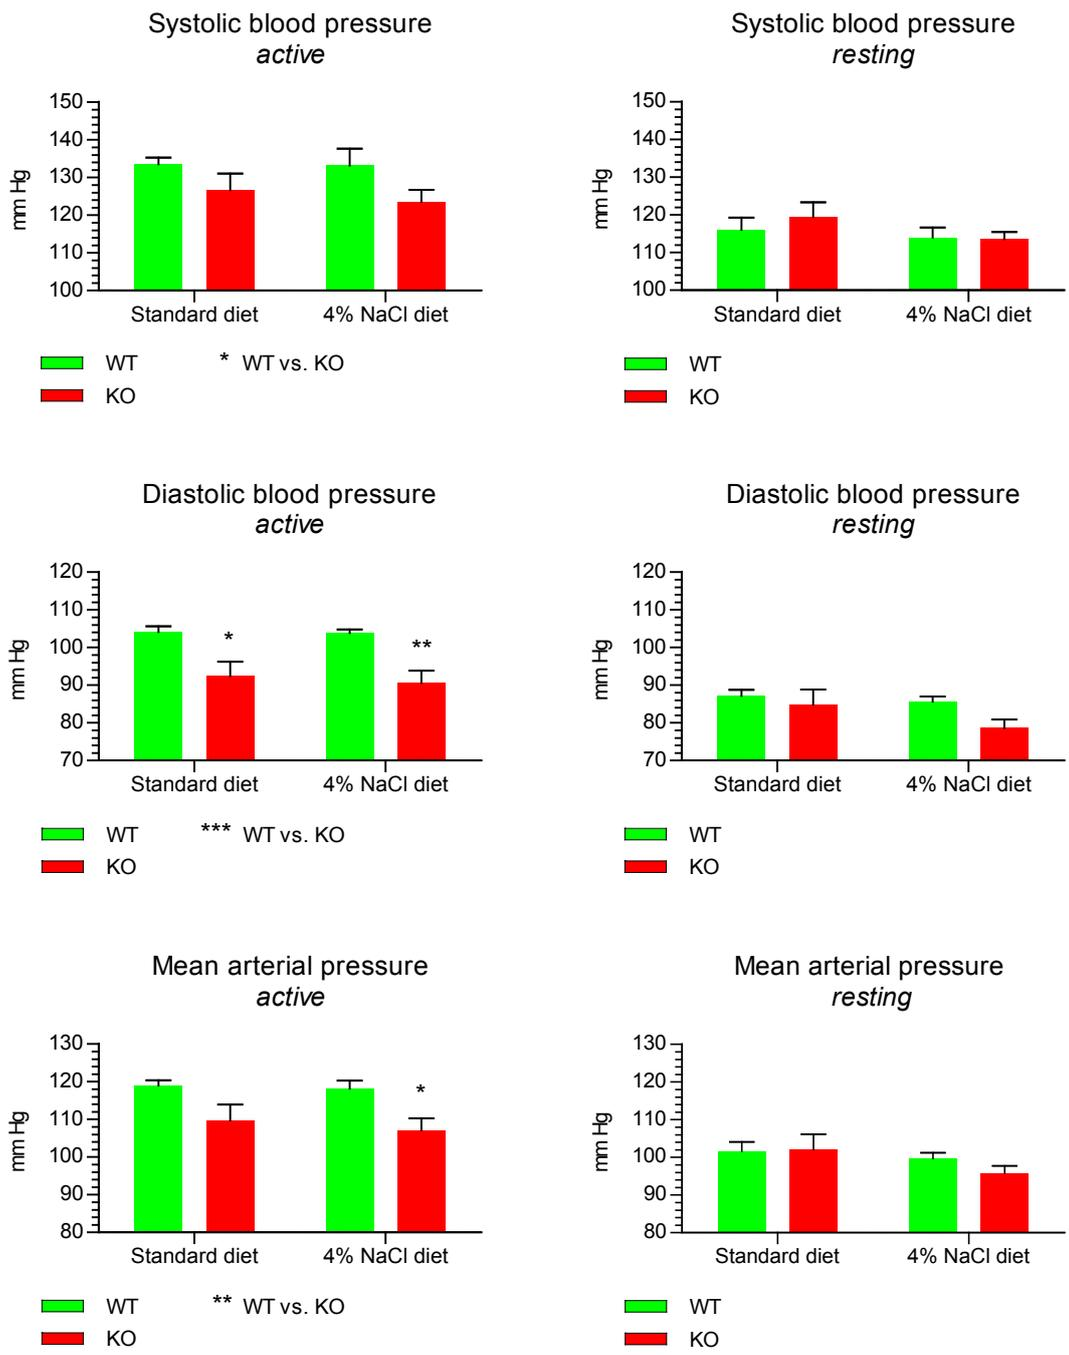 Systolic blood pressure
active
150
140
130
120
110
100
mm Hg
Standard diet
4% NaCl diet
WT
* WT vs. KO
KO
Systolic blood pressure
resting
150
140
130
120
110
100
mm Hg
Standard diet
4% NaCl diet
WT
KO
Diastolic blood pressure
active
120
110
100
90
80
70
mm Hg
*
**
Standard diet
4% NaCl diet
WT
*** WT vs. KO
KO
Diastolic blood pressure
resting
120
110
100
90
80
70
mm Hg
Standard diet
4% NaCl diet
WT
KO
Mean arterial pressure
active
130
120
110
100
90
80
mm Hg
*
Standard diet
4% NaCl diet
WT
** WT vs. KO
KO
Mean arterial pressure
resting
130
120
110
100
90
80
mm Hg
Standard diet
4% NaCl diet
WT
KO